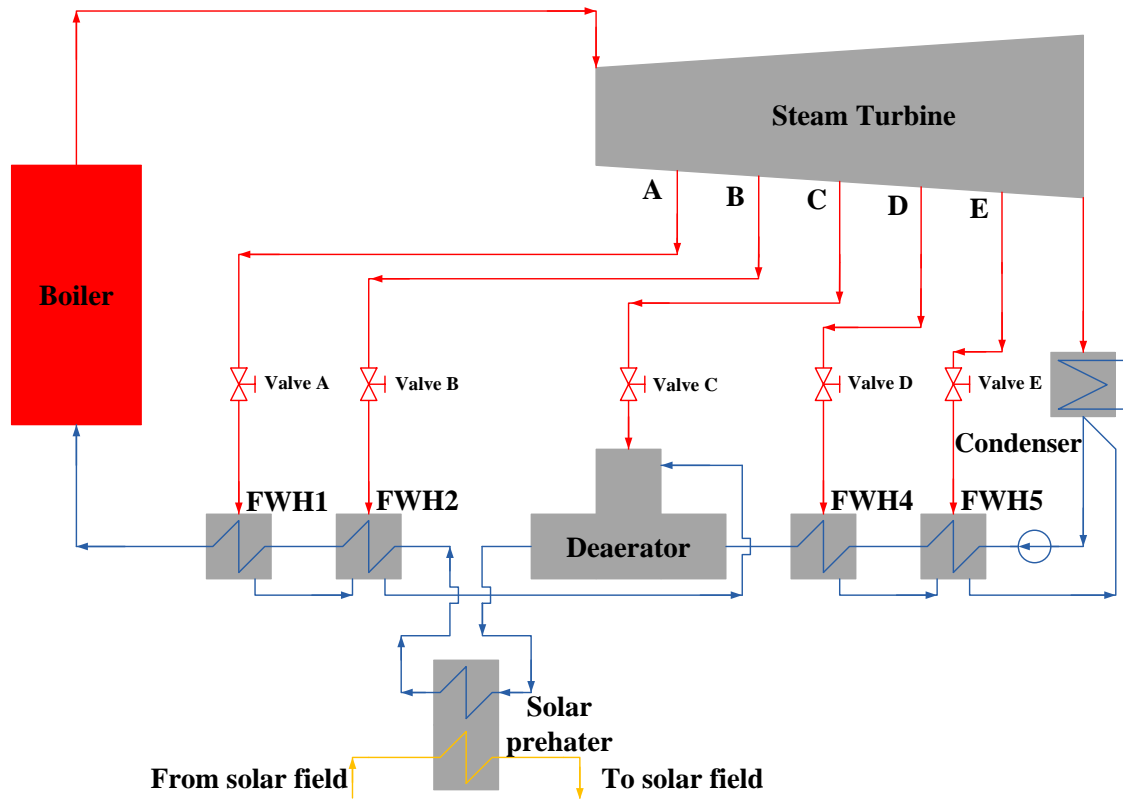 Steam Turbine
A
B
C
D
E
Boiler
Valve A
Valve B
Valve C
Valve D
Valve E
Condenser
FWH1
FWH2
FWH4
FWH5
Deaerator
Solar
prehater
From solar field
To solar field